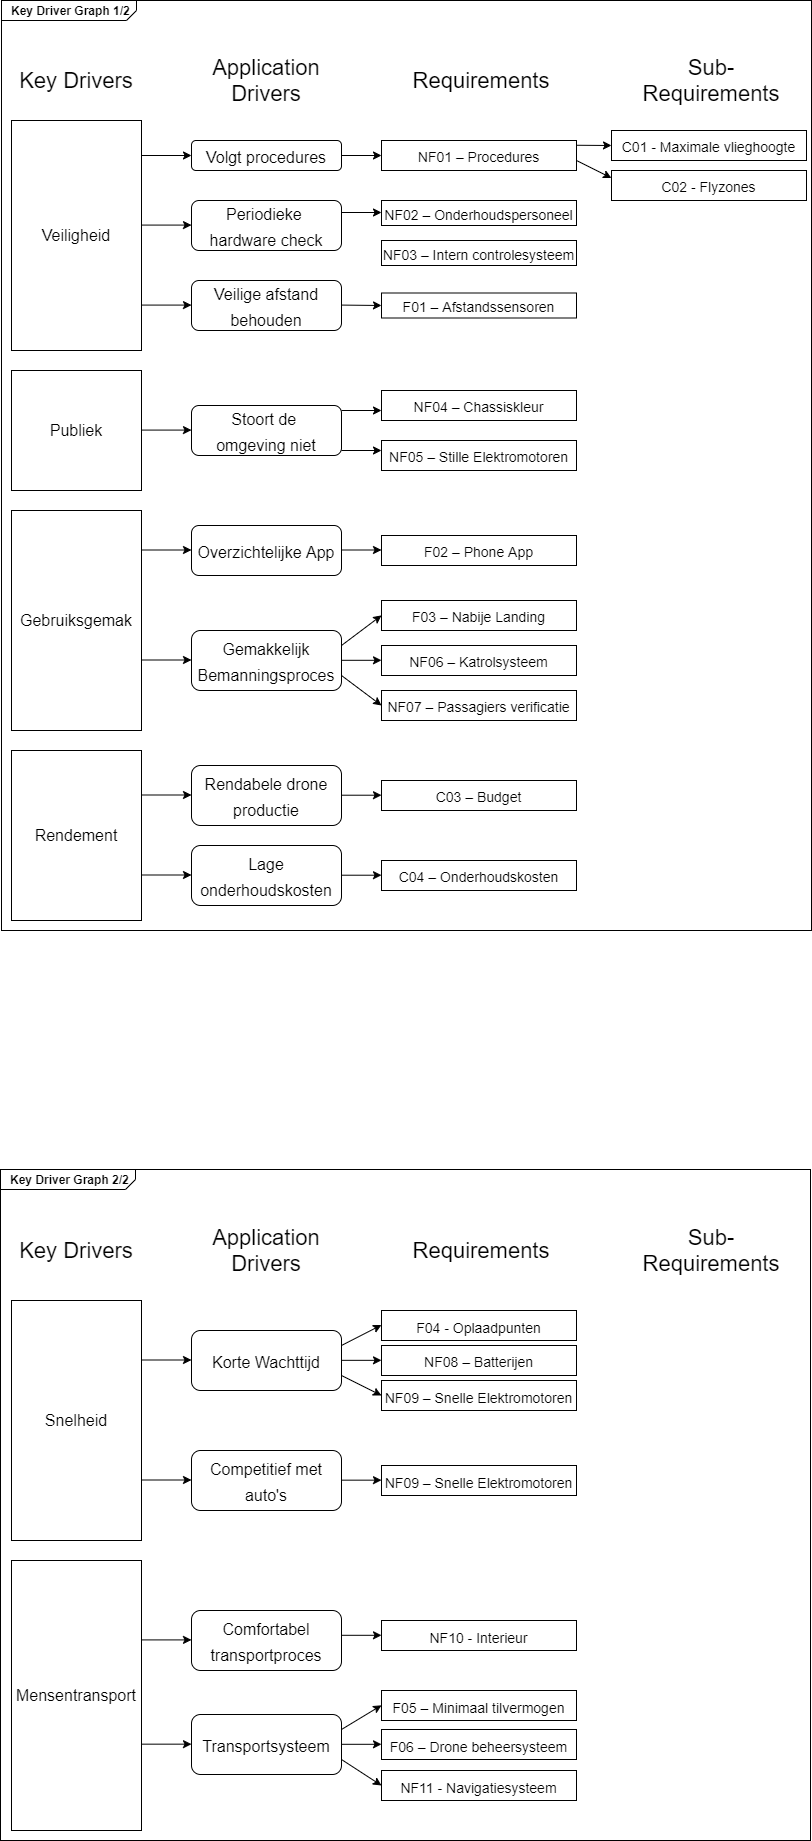 Key Driver Graph 1/2
Key Drivers
Application
Drivers
Requirements
Sub-
Requirements
Veiligheid
Volgt procedures
NF01 – Procedures
C01 - Maximale vlieghoogte
C02 - Flyzones
Periodieke
hardware check
NF02 – Onderhoudspersoneel
NF03 – Intern controlesysteem
Veilige afstand
behouden
F01 – Afstandssensoren
Publiek
Stoort de
omgeving niet
NF04 – Chassiskleur
NF05 – Stille Elektromotoren
Gebruiksgemak
Overzichtelijke App
F02 – Phone App
Gemakkelijk
Bemanningsproces
F03 – Nabije Landing
NF06 – Katrolsysteem
NF07 – Passagiers verificatie
Rendement
Rendabele drone
productie
C03 – Budget
Lage
onderhoudskosten
C04 – Onderhoudskosten
Key Driver Graph 2/2
Key Drivers
Application
Drivers
Requirements
Sub-
Requirements
Snelheid
Korte Wachttijd
F04 - Oplaadpunten
NF08 – Batterijen
NF09 – Snelle Elektromotoren
Competitief met
auto's
NF09 – Snelle Elektromotoren
Mensentransport
Comfortabel
transportproces
NF10 - Interieur
Transportsysteem
F05 – Minimaal tilvermogen
F06 – Drone beheersysteem
NF11 - Navigatiesysteem